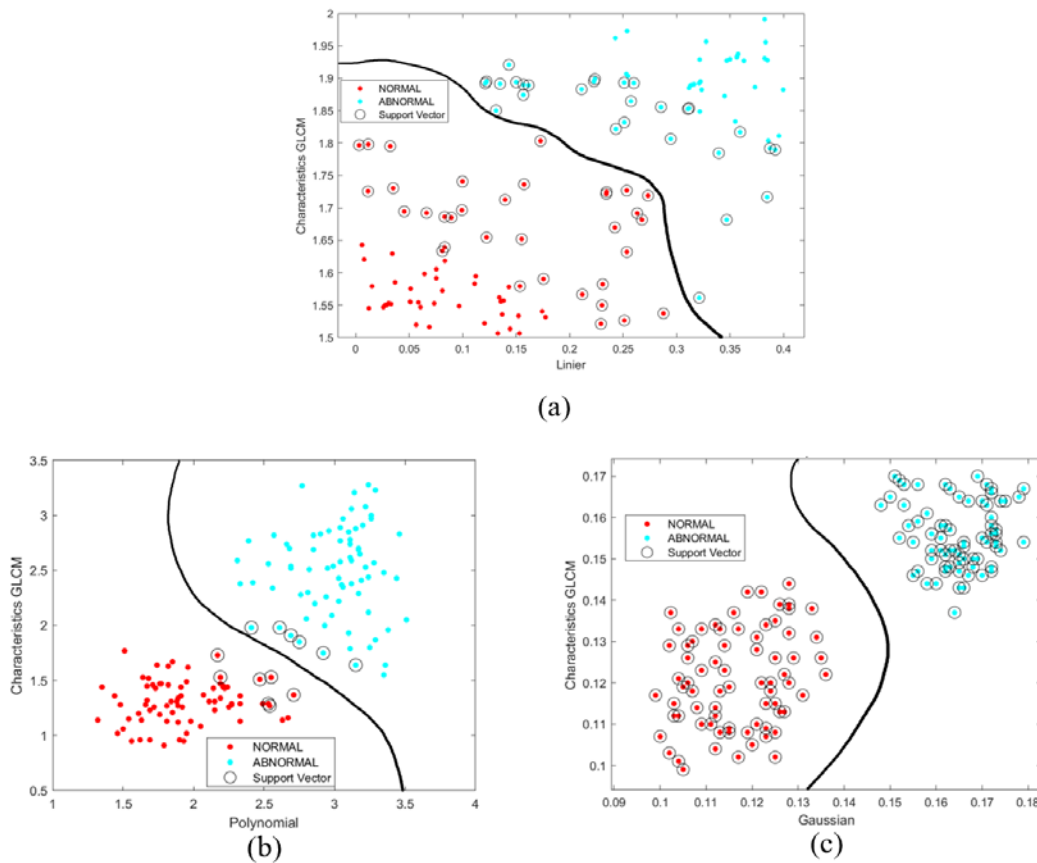 2
1.95
1.9
1.85
1.8
1.75
1.7
1.65
1.6
1.55
1.5
Characteristics GLCM
NORMAL
ABNORMAL
Support Vector
0 0.05 0.1 0.15 0.2 0.25 0.3 0.35 0.4
Linier
(a)
3.5
3
2.5
2
1.5
1
0.5
Characteristics GLCM
NORMAL
ABNORMAL
Support Vector
1 1.5 2 2.5 3 3.5 4
Polynomial
(b)
0.17
0.16
0.15
0.14
0.13
0.12
0.11
0.1
Characteristics GLCM
NORMAL
ABNORMAL
Support Vector
0.09 0.1 0.11 0.12 0.13 0.14 0.15 0.16 0.17 0.18
Gaussian
(c)